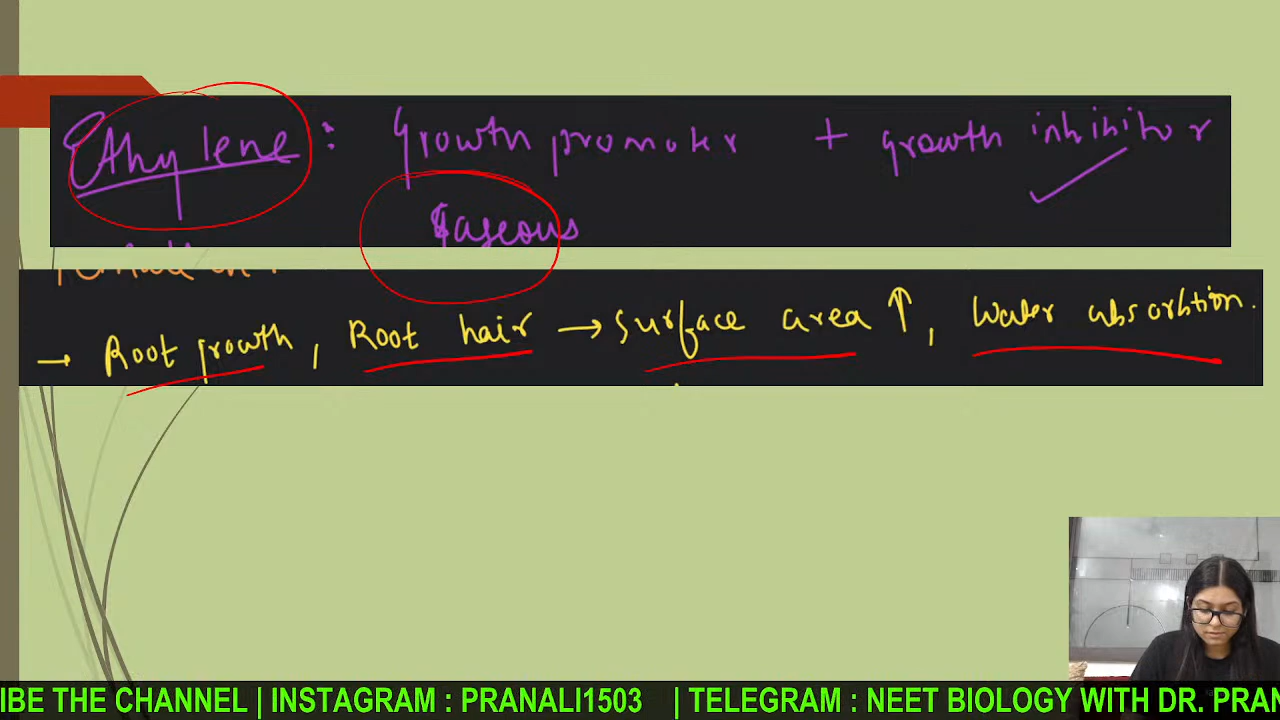 Ethylene : Growth promoter + growth inhibitor
Gaseous
→ Root growth, Root hair → Surface area ↑, Water absorbtion.
IBE THE CHANNEL | INSTAGRAM : PRANALI1503 | TELEGRAM : NEET BIOLOGY WITH DR. PRAN